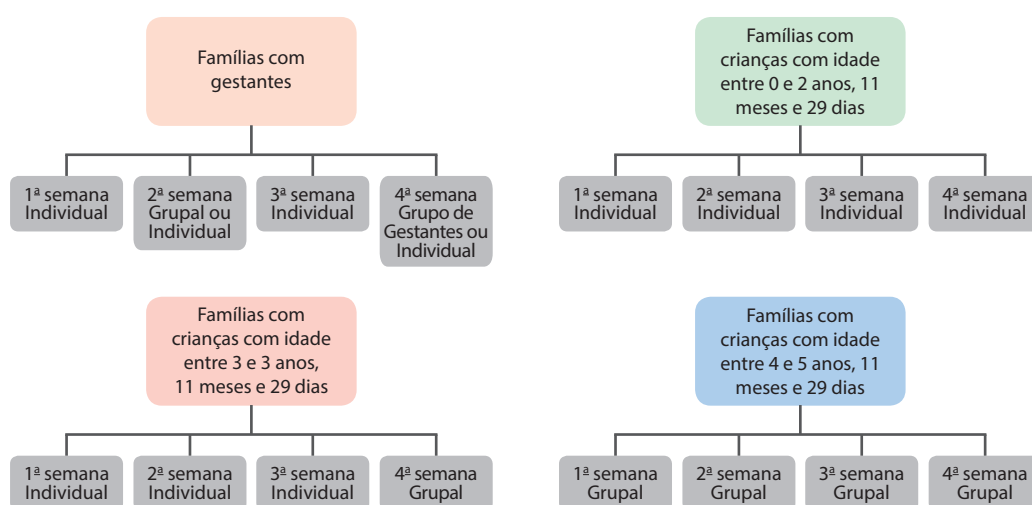 Famílias com
gestantes
1ª semana
Individual
2ª semana
Grupal ou
Individual
3ª semana
Individual
4ª semana
Grupo de
Gestantes ou
Individual
Famílias com
crianças com idade
entre 0 e 2 anos, 11
meses e 29 dias
1ª semana
Individual
2ª semana
Individual
3ª semana
Individual
4ª semana
Individual
Famílias com
crianças com idade
entre 3 e 3 anos,
11 meses e 29 dias
1ª semana
Individual
2ª semana
Individual
3ª semana
Individual
4ª semana
Grupal
Famílias com
crianças com idade
entre 4 e 5 anos, 11
meses e 29 dias
1ª semana
Grupal
2ª semana
Grupal
3ª semana
Grupal
4ª semana
Grupal